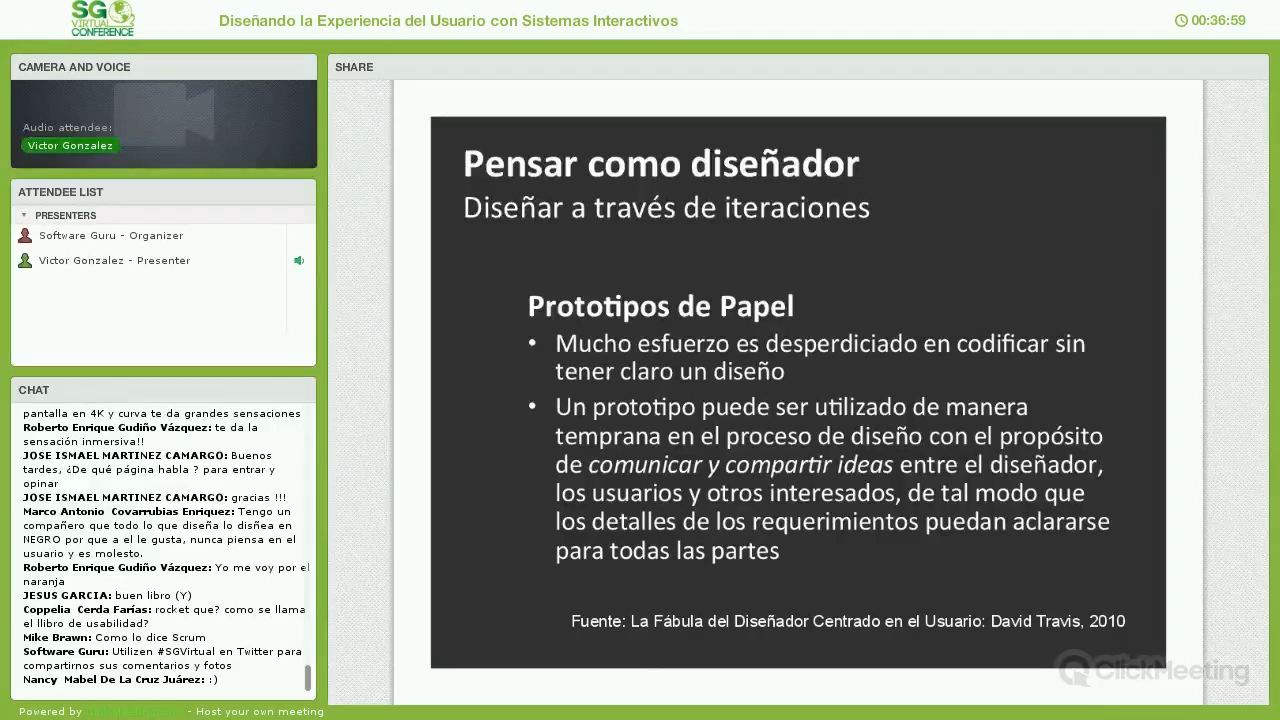 SG
VIRTUAL
CONFERENCE
Diseñando la Experiencia del Usuario con Sistemas Interactivos
00:36:59
CAMERA AND VOICE
Audio attendee:
Victor Gonzalez
ATTENDEE LIST
PRESENTERS
Software Guru - Organizer
Victor Gonzalez - Presenter
CHAT
pantalla en 4K y curva te da grandes sensaciones
Roberto Enrique Gudiño Vázquez: te da la
sensación inmersiva!!
JOSE ISMAEL MARTINEZ CAMARGO: Buenos
tardes, ¿De qué página habla ? para entrar y
opinar
JOSE ISMAEL MARTINEZ CAMARGO: gracias !!!
Marco Antonio Covarrubias Enriquez: Tengo un
compañero que todo lo que diseña lo disñea en
NEGRO por que a el le gusta, nunca piensa en el
usuario y es molesto.
Roberto Enrique Gudiño Vázquez: Yo me voy por el
naranja
JESUS GARCIA: buen libro (Y)
Coppelia Cerda Farías: rocket que? como se llama
el llibro de usabilidad?
Mike Brawn: Como lo dice Scrum
Software Guru: Utilizen #SGVirtual en Twitter para
compartirnos sus comentarios y fotos
Nancy Mabel De La Cruz Juárez: :)
Powered by
- Host your own meeting
SHARE
Pensar como diseñador
Diseñar a través de iteraciones
Prototipos de Papel
• Mucho esfuerzo es desperdiciado en codificar sin
tener claro un diseño
• Un prototipo puede ser utilizado de manera
temprana en el proceso de diseño con el propósito
de comunicar y compartir ideas entre el diseñador,
los usuarios y otros interesados, de tal modo que
los detalles de los requerimientos puedan aclararse
para todas las partes
Fuente: La Fábula del Diseñador Centrado en el Usuario: David Travis, 2010
ClickMeeting